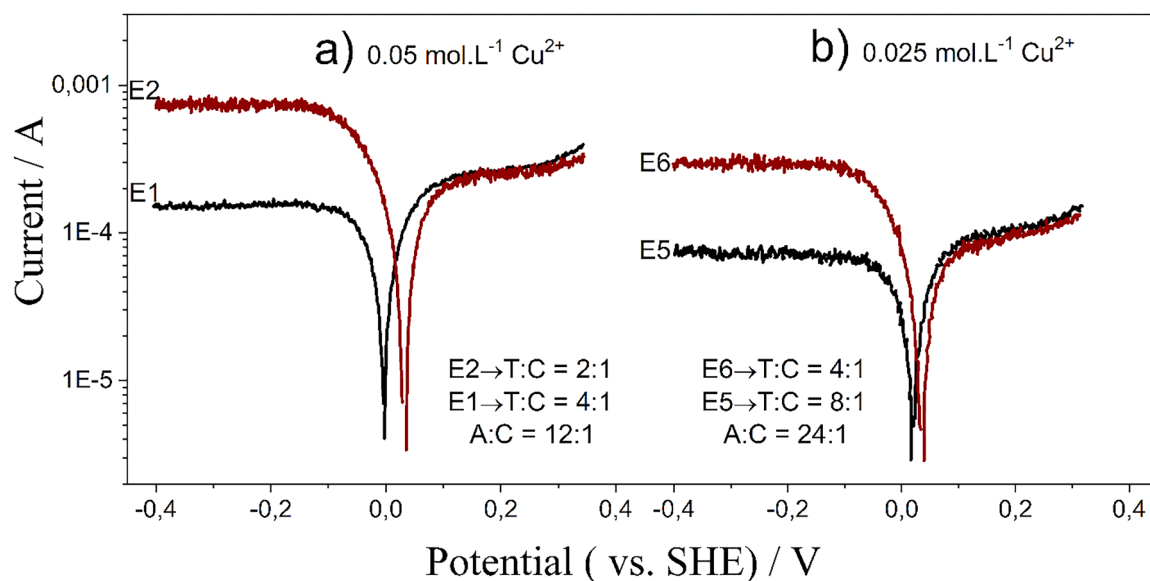 a) 0.05 mol.L⁻¹ Cu²⁺
b) 0.025 mol.L⁻¹ Cu²⁺
Current / A
0,001
1E-4
1E-5
E2
E1
E6
E5
E2→T:C = 2:1
E1→T:C = 4:1
A:C = 12:1
E6→T:C = 4:1
E5→T:C = 8:1
A:C = 24:1
-0,4 -0,2 0,0 0,2 -0,4 -0,2 0,0 0,2 0,4
Potential ( vs. SHE) / V